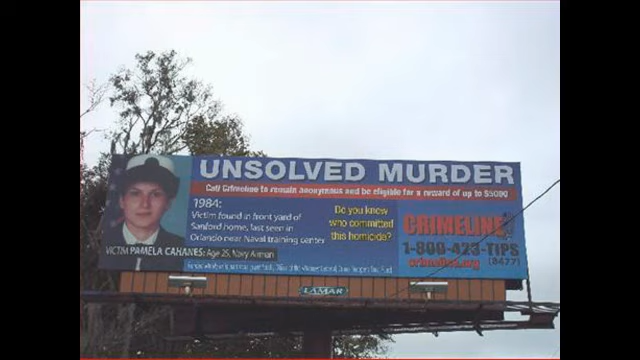 UNSOLVED MURDER
Call Crimeline to remain anonymous and be eligible for a reward of up to $5000
1984:
Victim found in front yard of
Sanford home, last seen in
Orlando near Naval training center
Do you know
who committed
this homicide?
CRIMELINE
1-800-423-TIPS
(8477)
crimeline.org
VICTIM PAMELA CAHANES: Age 25, Navy Airman
LAMAR